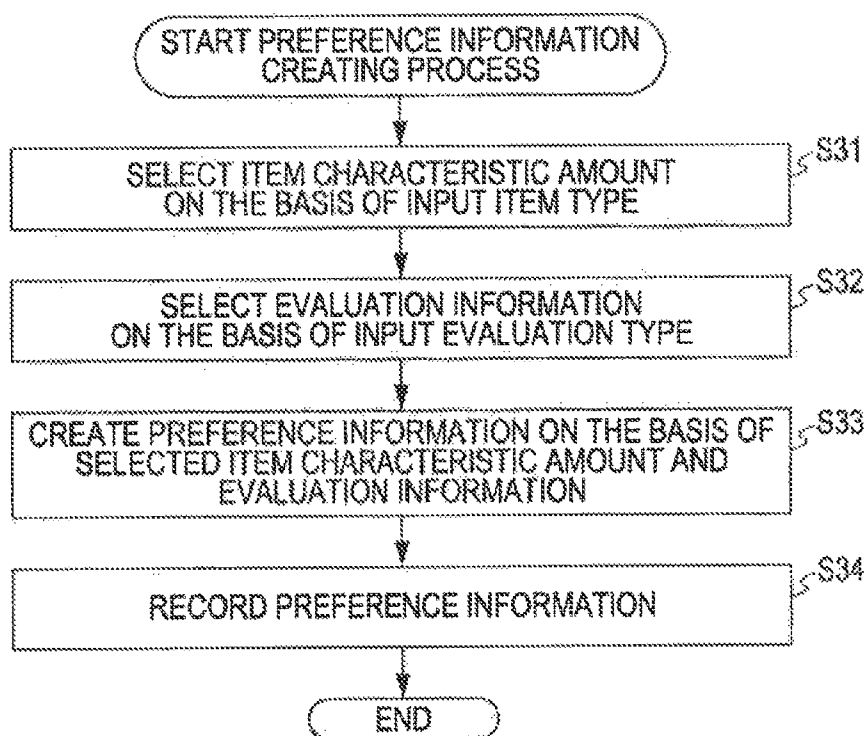 START PREFERENCE INFORMATION
CREATING PROCESS
S31
SELECT ITEM CHARACTERISTIC AMOUNT
ON THE BASIS OF INPUT ITEM TYPE
S32
SELECT EVALUATION INFORMATION
ON THE BASIS OF INPUT EVALUATION TYPE
S33
CREATE PREFERENCE INFORMATION ON THE BASIS OF
SELECTED ITEM CHARACTERISTIC AMOUNT AND
EVALUATION INFORMATION
S34
RECORD PREFERENCE INFORMATION
END